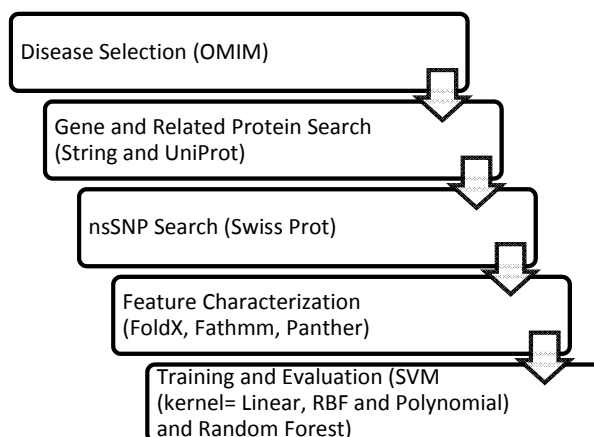 Disease Selection (OMIM)
Gene and Related Protein Search
(String and UniProt)
nsSNP Search (Swiss Prot)
Feature Characterization
(FoldX, Fathmm, Panther)
Training and Evaluation (SVM
(kernel= Linear, RBF and Polynomial)
and Random Forest)